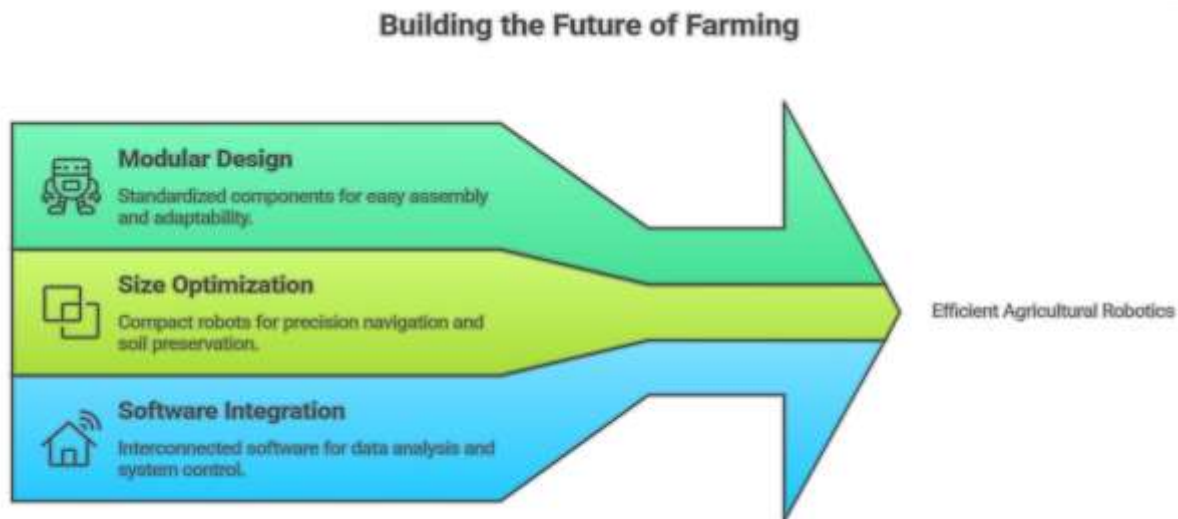 Building the Future of Farming
Modular Design
Standardized components for easy assembly
and adaptability.
Size Optimization
Compact robots for precision navigation and
soil preservation.
Efficient Agricultural Robotics
Software Integration
Interconnected software for data analysis and
system control.